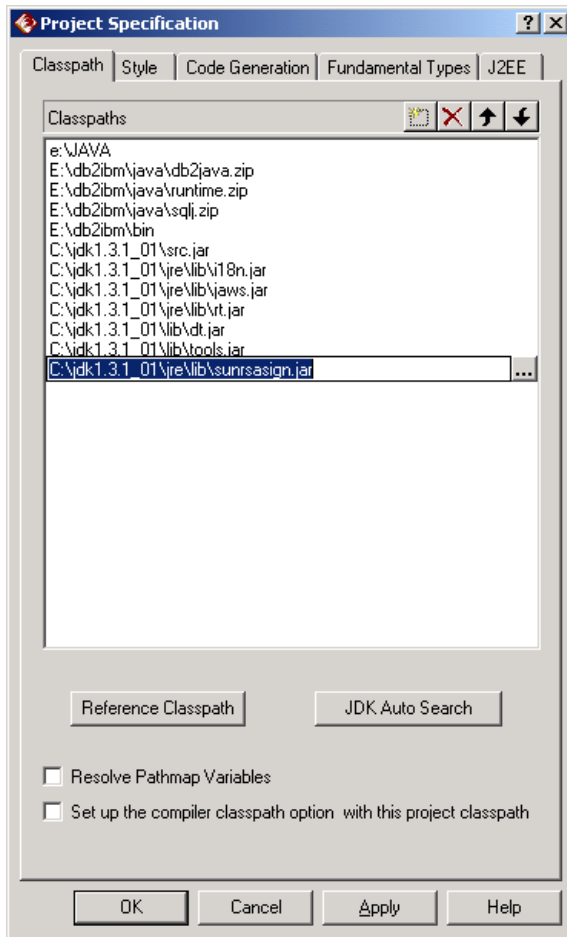 Project Specification
Classpath Style Code Generation Fundamental Types J2EE
Classpaths
e:\JAVA
E:\db2ibm\java\db2java.zip
E:\db2ibm\java\runtime.zip
E:\db2ibm\java\sqlj.zip
E:\db2ibm\bin
C:\jdk1.3.1_01\src.jar
C:\jdk1.3.1_01\jre\lib\i18n.jar
C:\jdk1.3.1_01\jre\lib\jaws.jar
C:\jdk1.3.1_01\jre\lib\rt.jar
C:\jdk1.3.1_01\lib\dt.jar
C:\jdk1.3.1_01\lib\tools.jar
C:\jdk1.3.1_01\jre\lib\sunrsasign.jar ...
Reference Classpath JDK Auto Search
Resolve Pathmap Variables
Set up the compiler classpath option with this project classpath
OK Cancel Apply Help